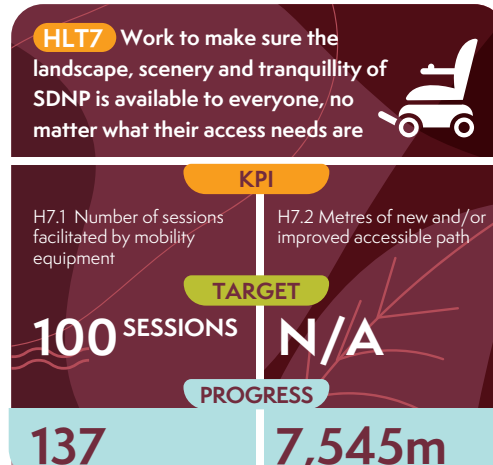 HLT7 Work to make sure the
landscape, scenery and tranquillity of
SDNP is available to everyone, no
matter what their access needs are
KPI
H7.1 Number of sessions
facilitated by mobility
equipment
H7.2 Metres of new and/or
improved accessible path
TARGET
100 SESSIONS
N/A
PROGRESS
137
7,545m